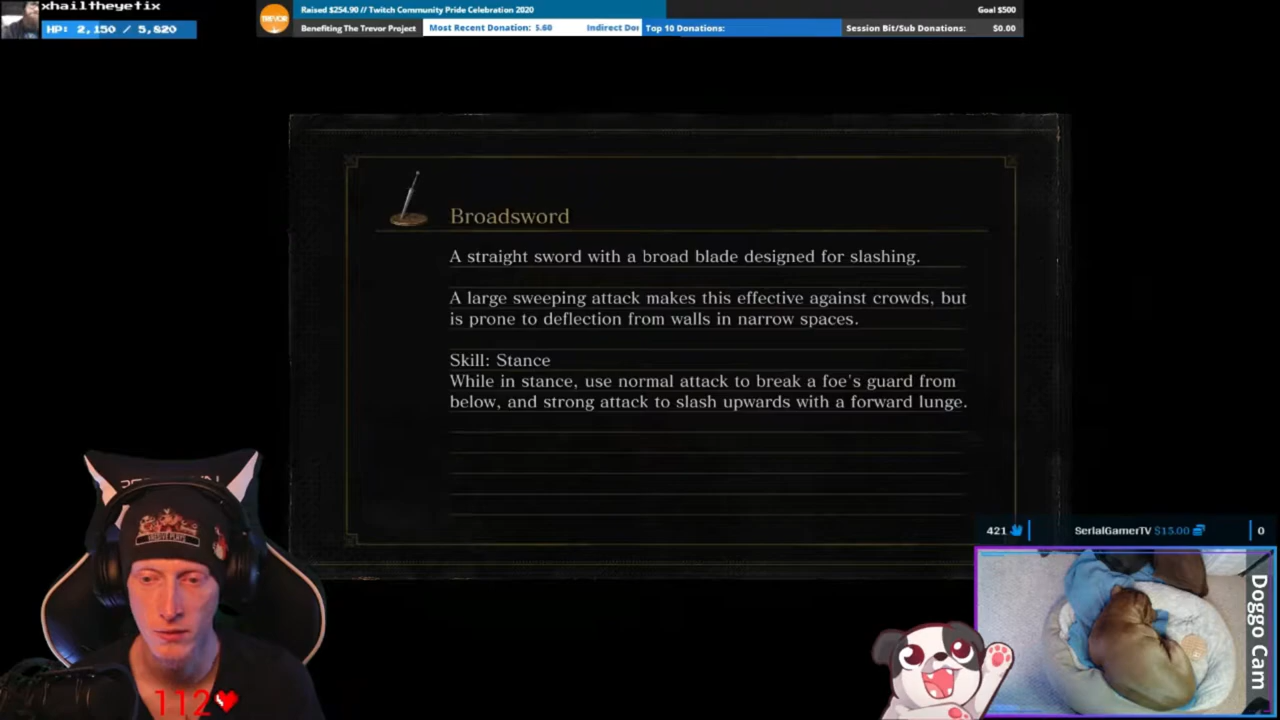 xhailtheyetix
HP: 2,150 / 5,820
TREVOR
Raised $254.90 // Twitch Community Pride Celebration 2020
Goal $500
Benefiting The Trevor Project
Most Recent Donation: 5.60
Indirect Dor
Top 10 Donations:
Session Bit/Sub Donations:
$0.00
Broadsword
A straight sword with a broad blade designed for slashing.
A large sweeping attack makes this effective against crowds, but
is prone to deflection from walls in narrow spaces.
Skill: Stance
While in stance, use normal attack to break a foe's guard from
below, and strong attack to slash upwards with a forward lunge.
421
SerialGamerTV $15.00
0
Doggo Cam
112